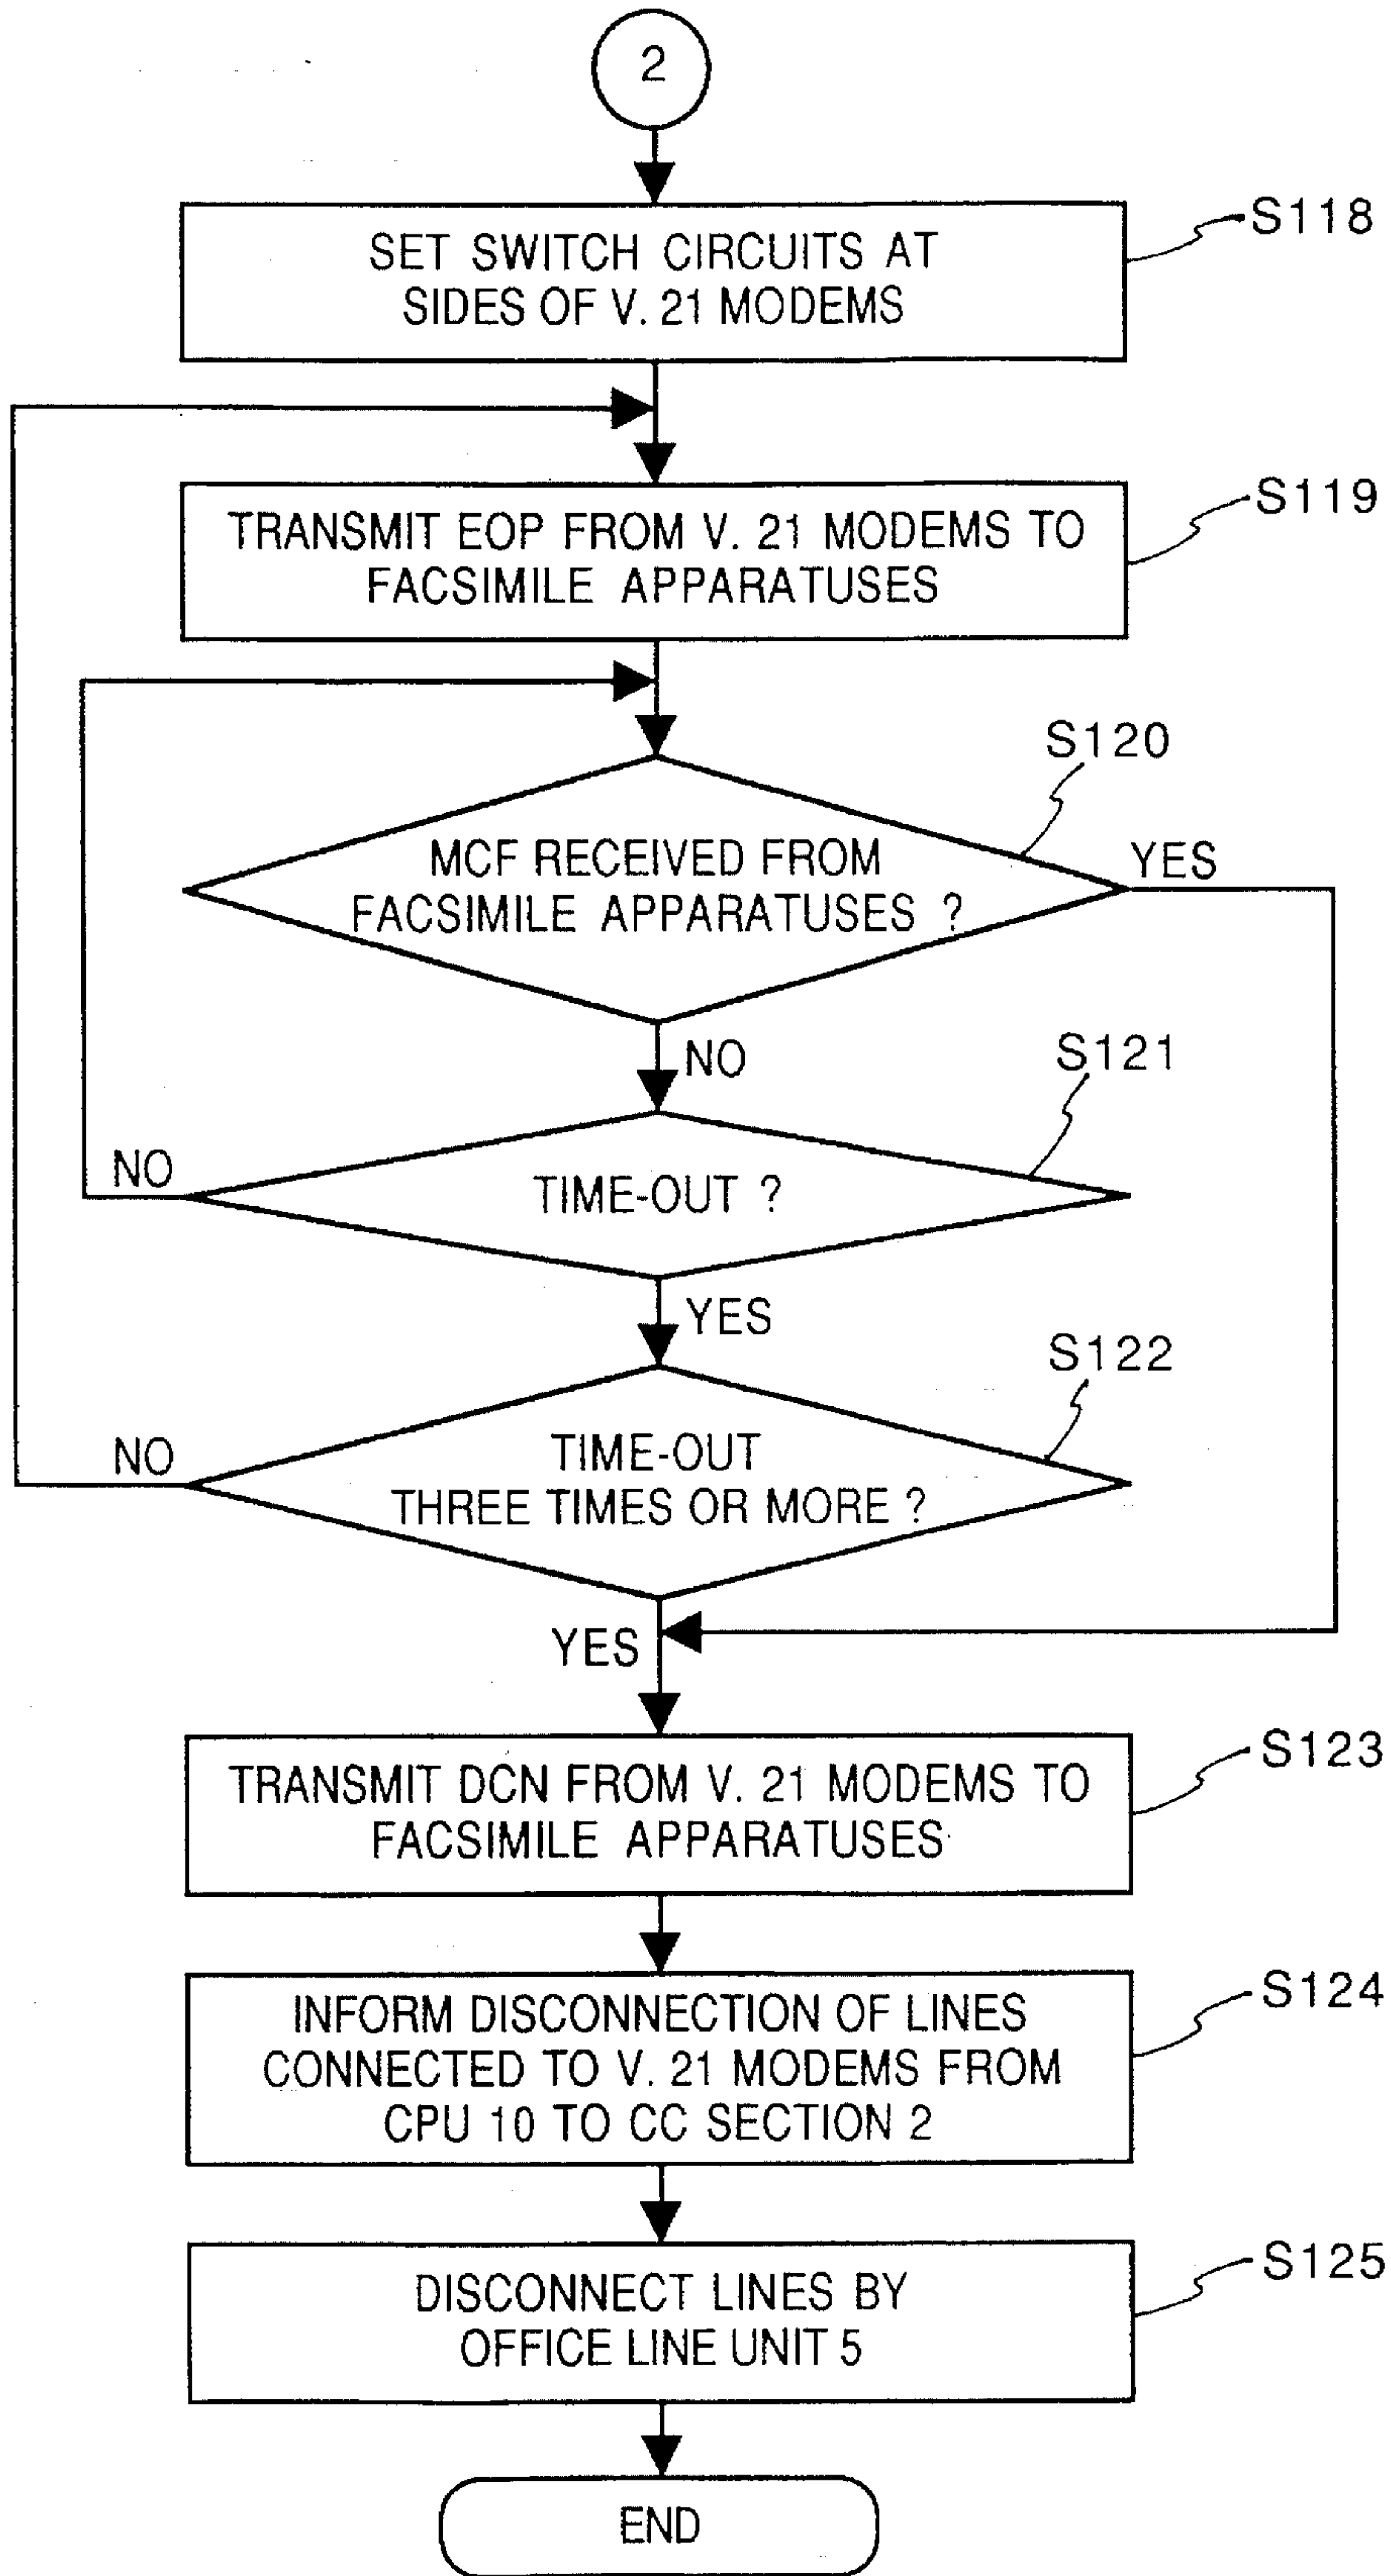 2
S118
SET SWITCH CIRCUITS AT
SIDES OF V. 21 MODEMS
S119
TRANSMIT EOP FROM V. 21 MODEMS TO
FACSIMILE APPARATUSES
S120
MCF RECEIVED FROM
FACSIMILE APPARATUSES ?
YES
NO
S121
TIME-OUT ?
NO
YES
S122
TIME-OUT
THREE TIMES OR MORE ?
NO
YES
S123
TRANSMIT DCN FROM V. 21 MODEMS TO
FACSIMILE APPARATUSES
S124
INFORM DISCONNECTION OF LINES
CONNECTED TO V. 21 MODEMS FROM
CPU 10 TO CC SECTION 2
S125
DISCONNECT LINES BY
OFFICE LINE UNIT 5
END